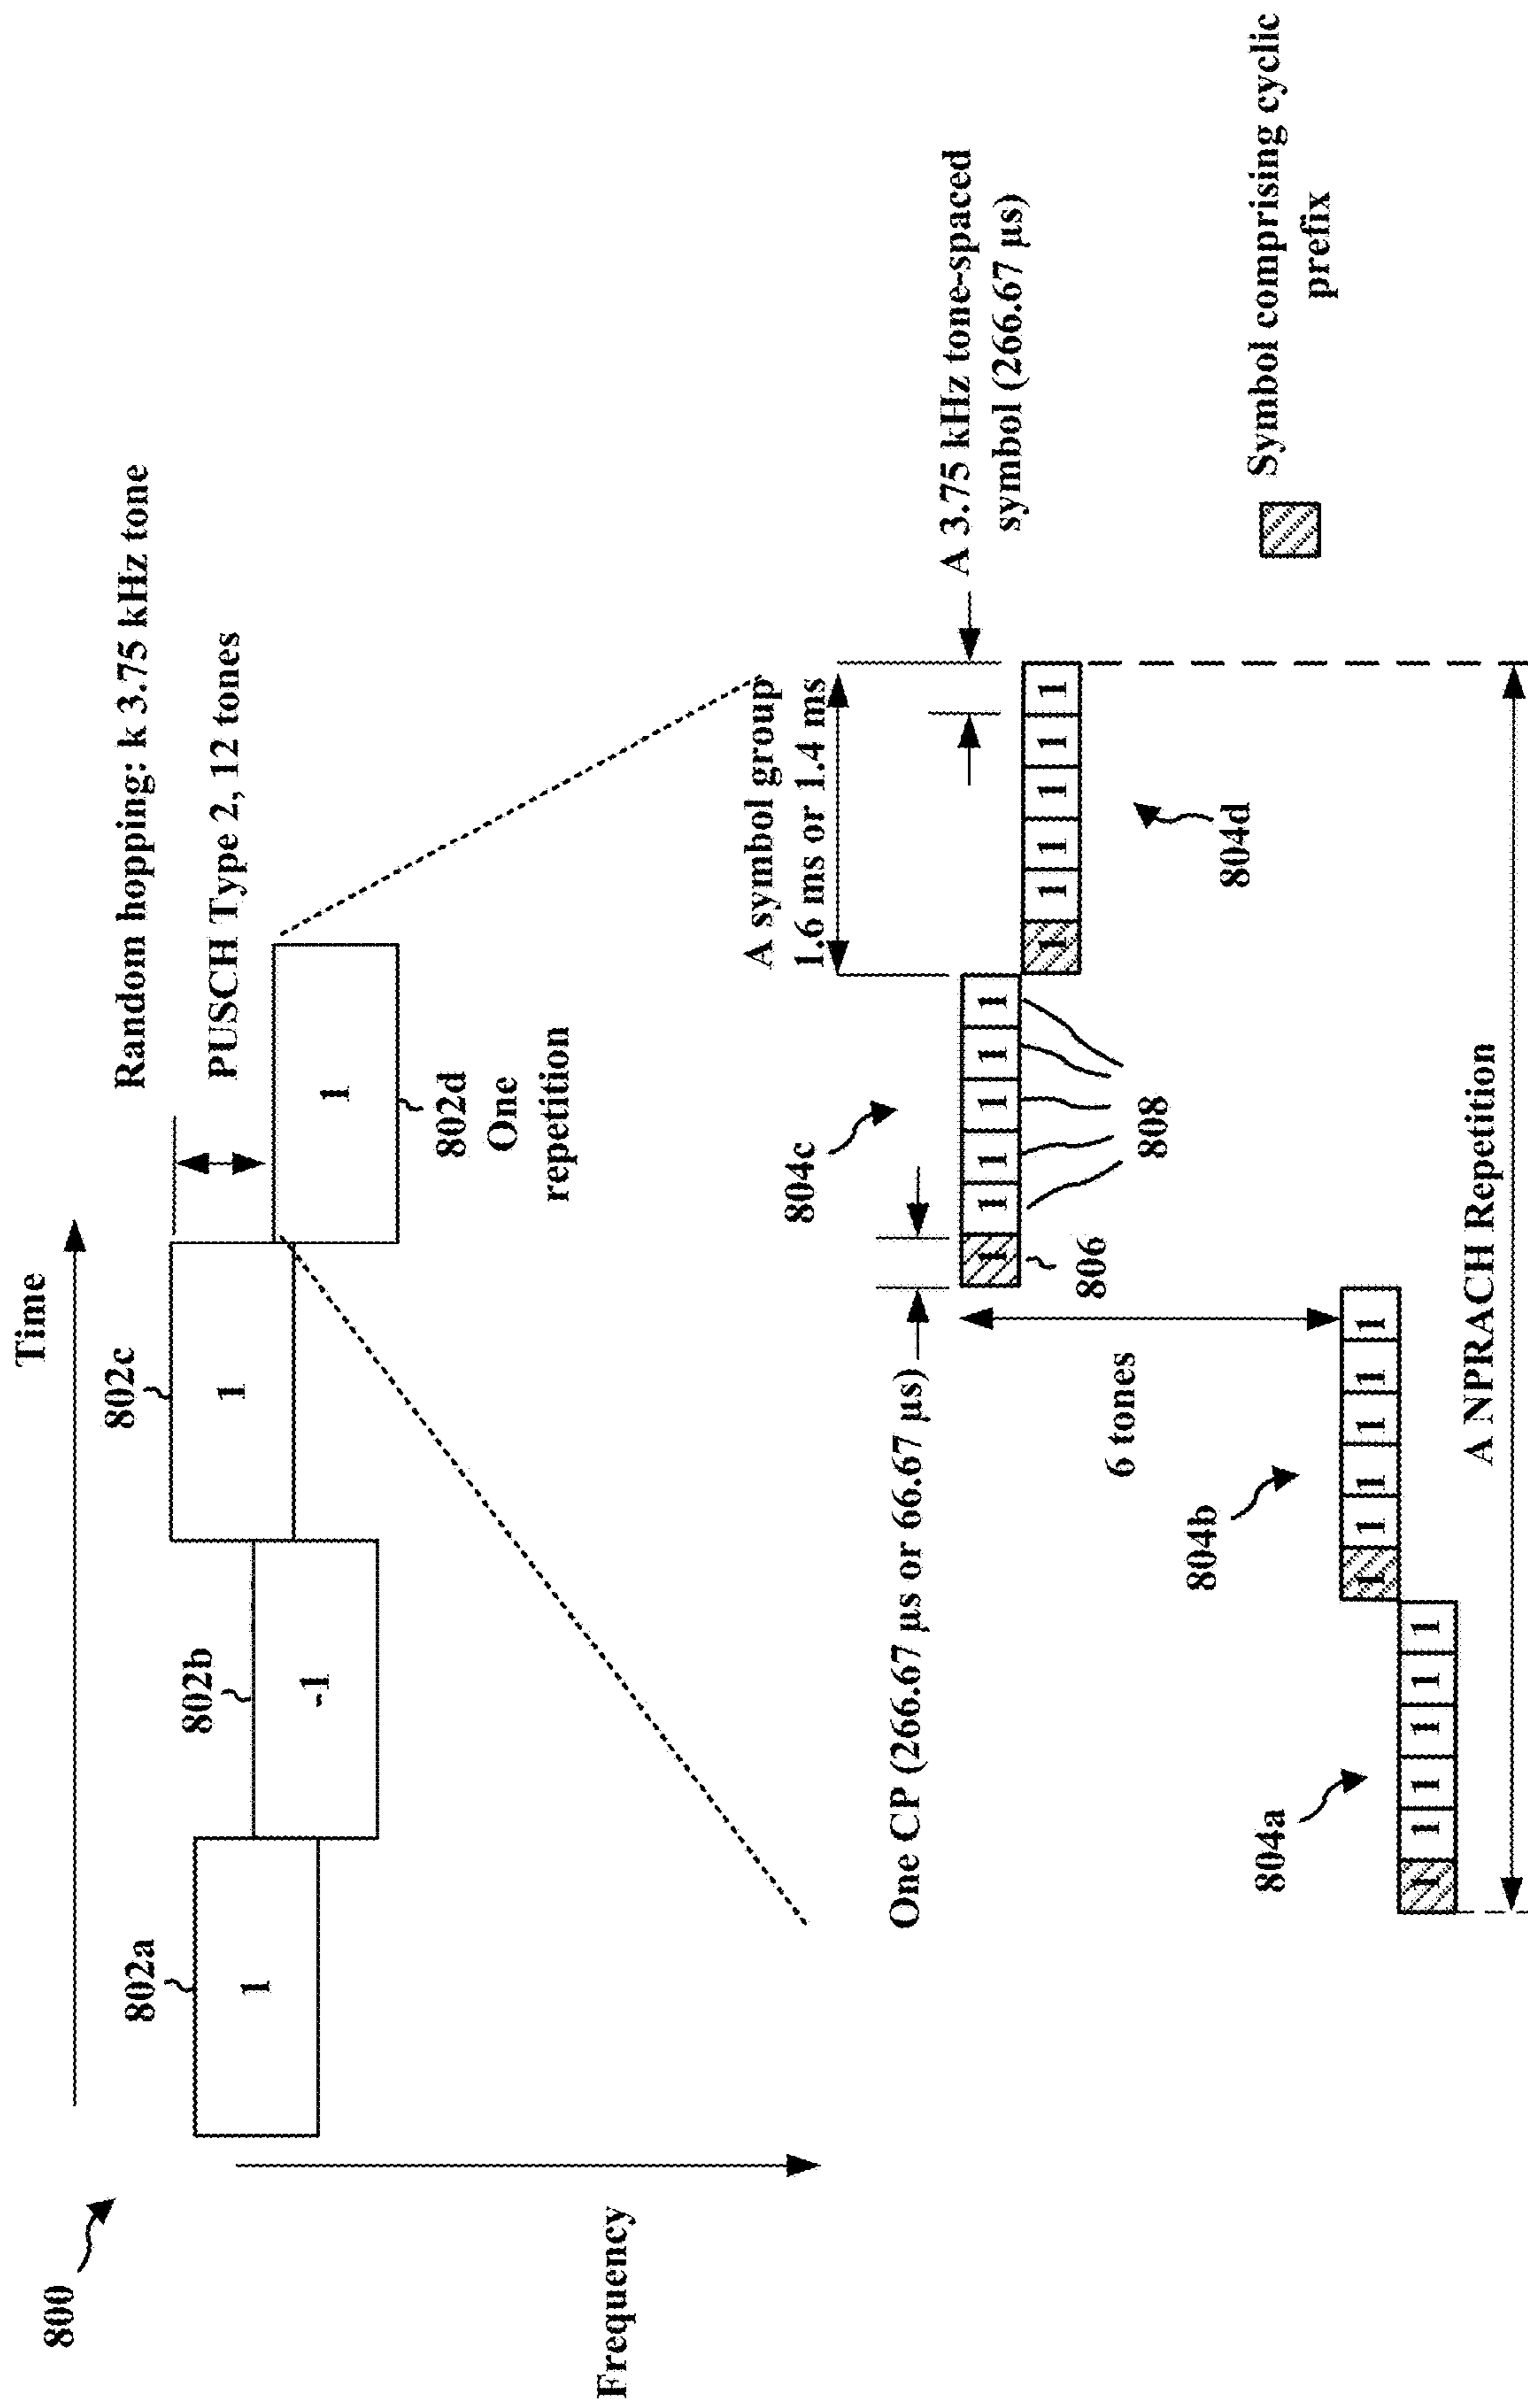 800
Time
Frequency
802a
1
802b
-1
802c
1
1
802d
One
repetition
Random hopping: k 3.75 kHz tone
PUSCH Type 2, 12 tones
One CP (266.67 µs or 66.67 µs)
A symbol group
1.6 ms or 1.4 ms
A 3.75 kHz tone-spaced
symbol (266.67 µs)
804c
1 1 1 1 1 1
806
808
1 1 1 1 1 1
804d
6 tones
804b
1 1 1 1 1 1
804a
1 1 1 1 1 1
A NPRACH Repetition
Symbol comprising cyclic
prefix